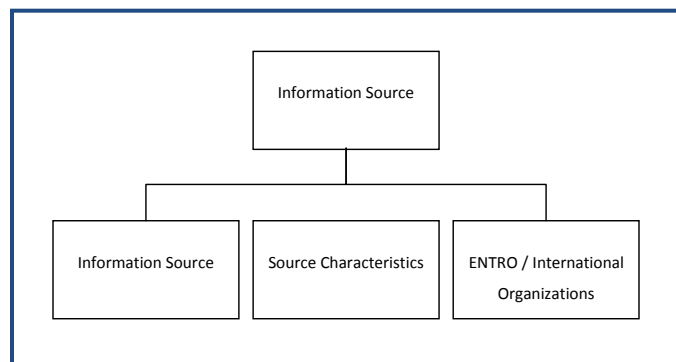 Information Source
Information Source
Source Characteristics
ENTRO / International
Organizations